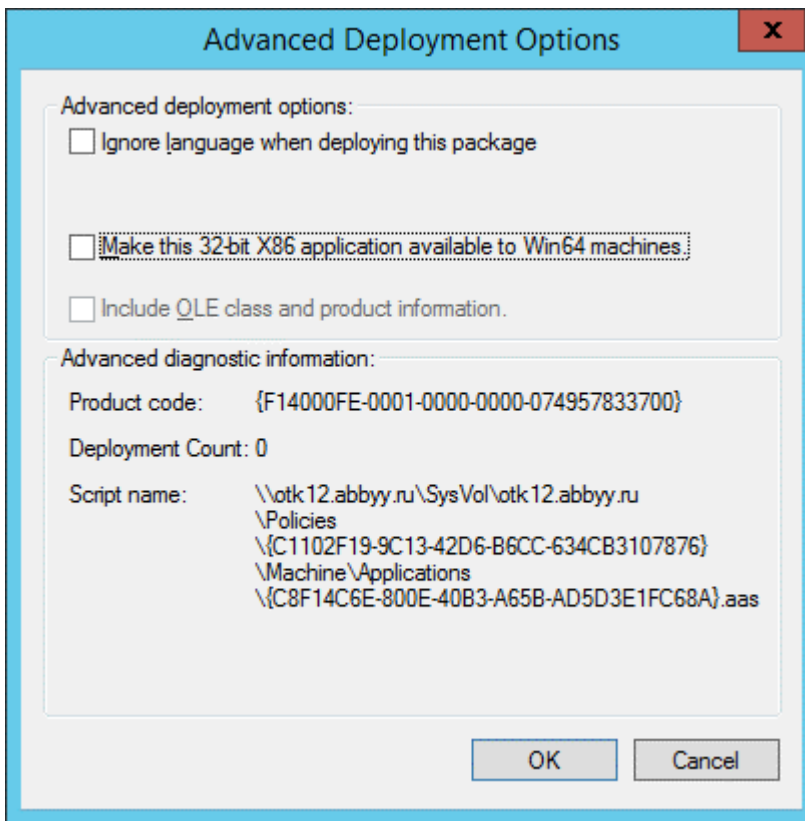 Advanced Deployment Options
x
Advanced deployment options:
Ignore language when deploying this package
Make this 32-bit X86 application available to Win64 machines.
Include OLE class and product information.
Advanced diagnostic information:
Product code: {F14000FE-0001-0000-0000-074957833700}
Deployment Count: 0
Script name: \\otk12.abbyy.ru\SysVol\otk12.abbyy.ru
\Policies
\{C1102F19-9C13-42D6-B6CC-634CB3107876}
\Machine\Applications
\{C8F14C6E-800E-40B3-A65B-AD5D3E1FC68A}.aas
OK Cancel